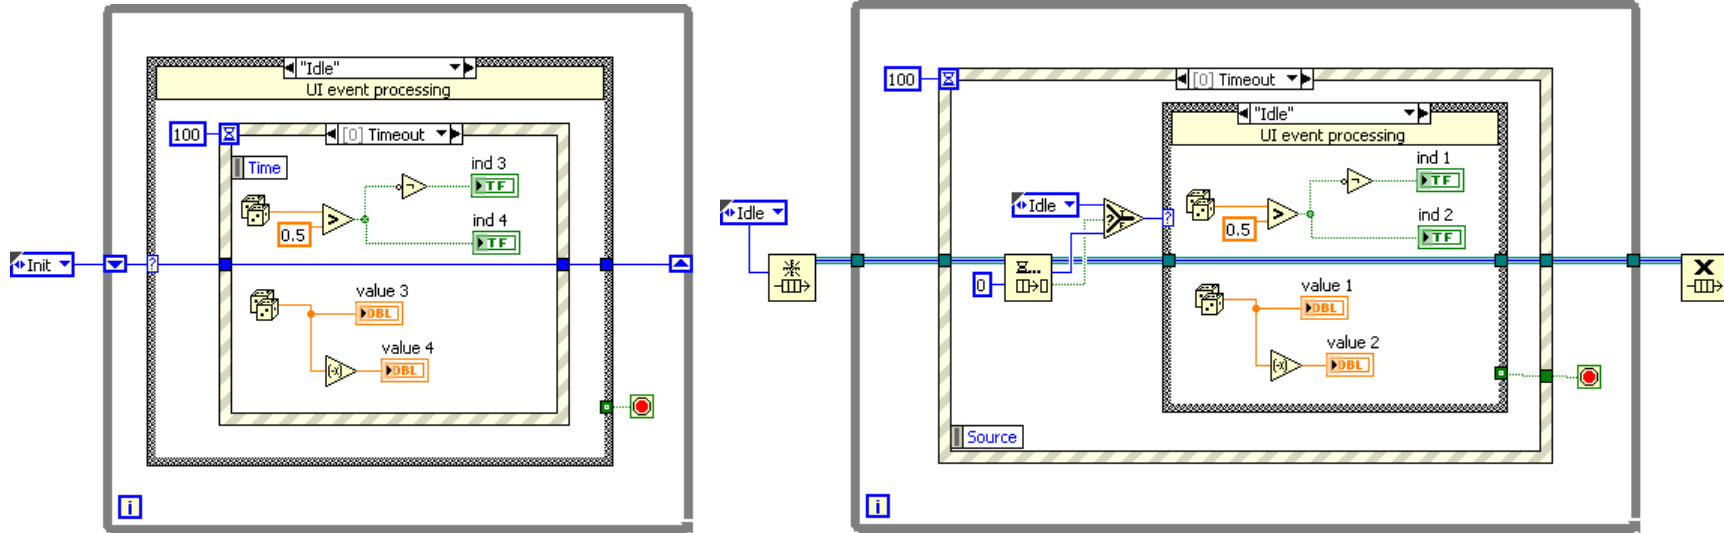 "Idle"
UI event processing
100
[0] Timeout
Time
ind 3
TF
0.5
>
ind 4
TF
Init
?
value 3
DBL
value 4
(-x)
DBL
i
100
[0] Timeout
"Idle"
UI event processing
ind 1
TF
Idle
Idle
?
?
0.5
>
ind 2
TF
0
X
value 1
DBL
value 2
(-x)
DBL
Source
i